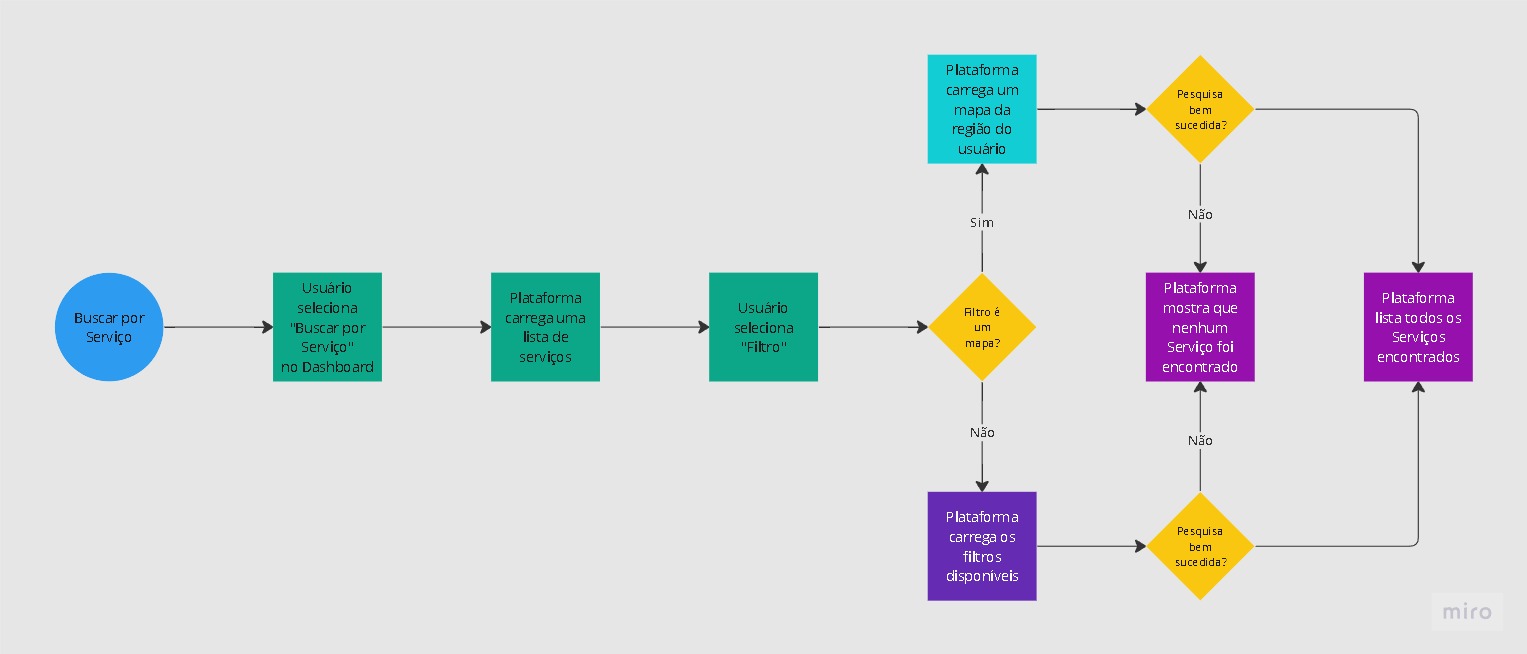 Buscar por
Serviço
Usuário
seleciona
"Buscar por
Serviço"
no Dashboard
Plataforma
carrega uma
lista de
serviços
Usuário
seleciona
"Filtro"
Filtro é
um
mapa?
Sim
Plataforma
carrega um
mapa da
região do
usuário
Pesquisa
bem
sucedida?
Não
Plataforma
mostra que
nenhum
Serviço foi
encontrado
Plataforma
lista todos os
Serviços
encontrados
Não
Plataforma
carrega os
filtros
disponíveis
Pesquisa
bem
sucedida?
Não
miro